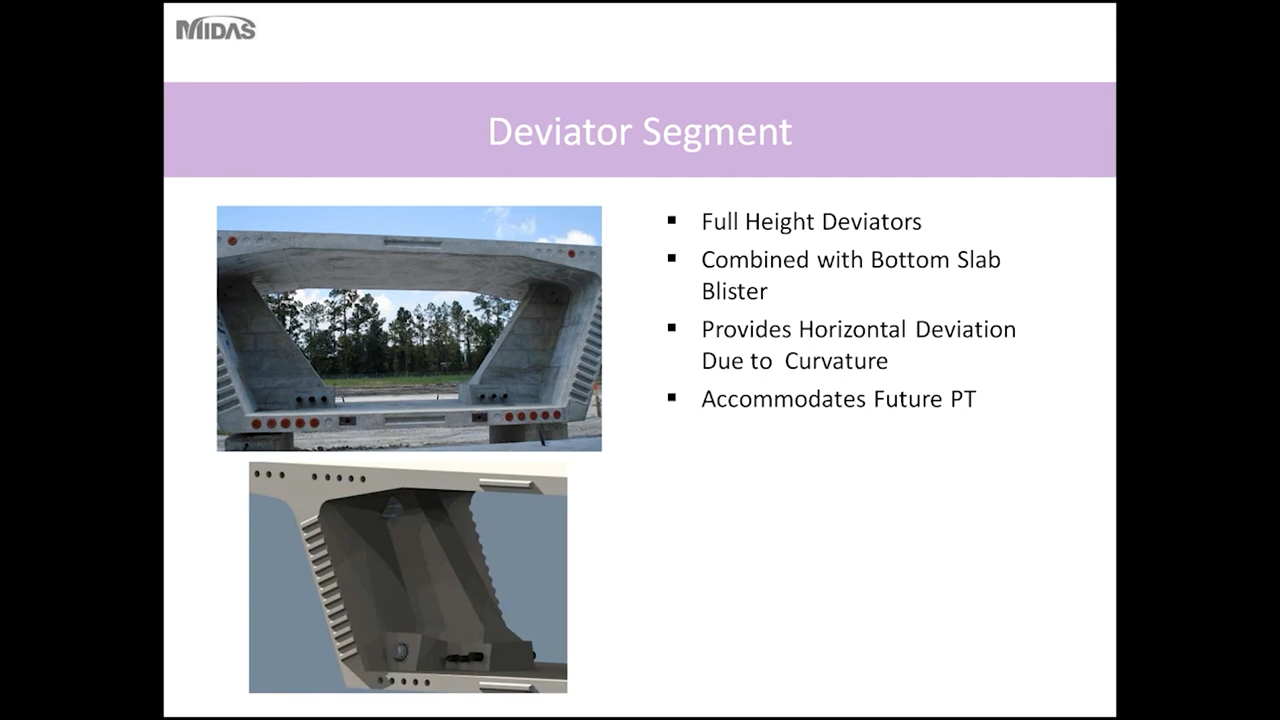 MIDAS
Deviator Segment
▪ Full Height Deviators
▪ Combined with Bottom Slab
Blister
▪ Provides Horizontal Deviation
Due to Curvature
▪ Accommodates Future PT